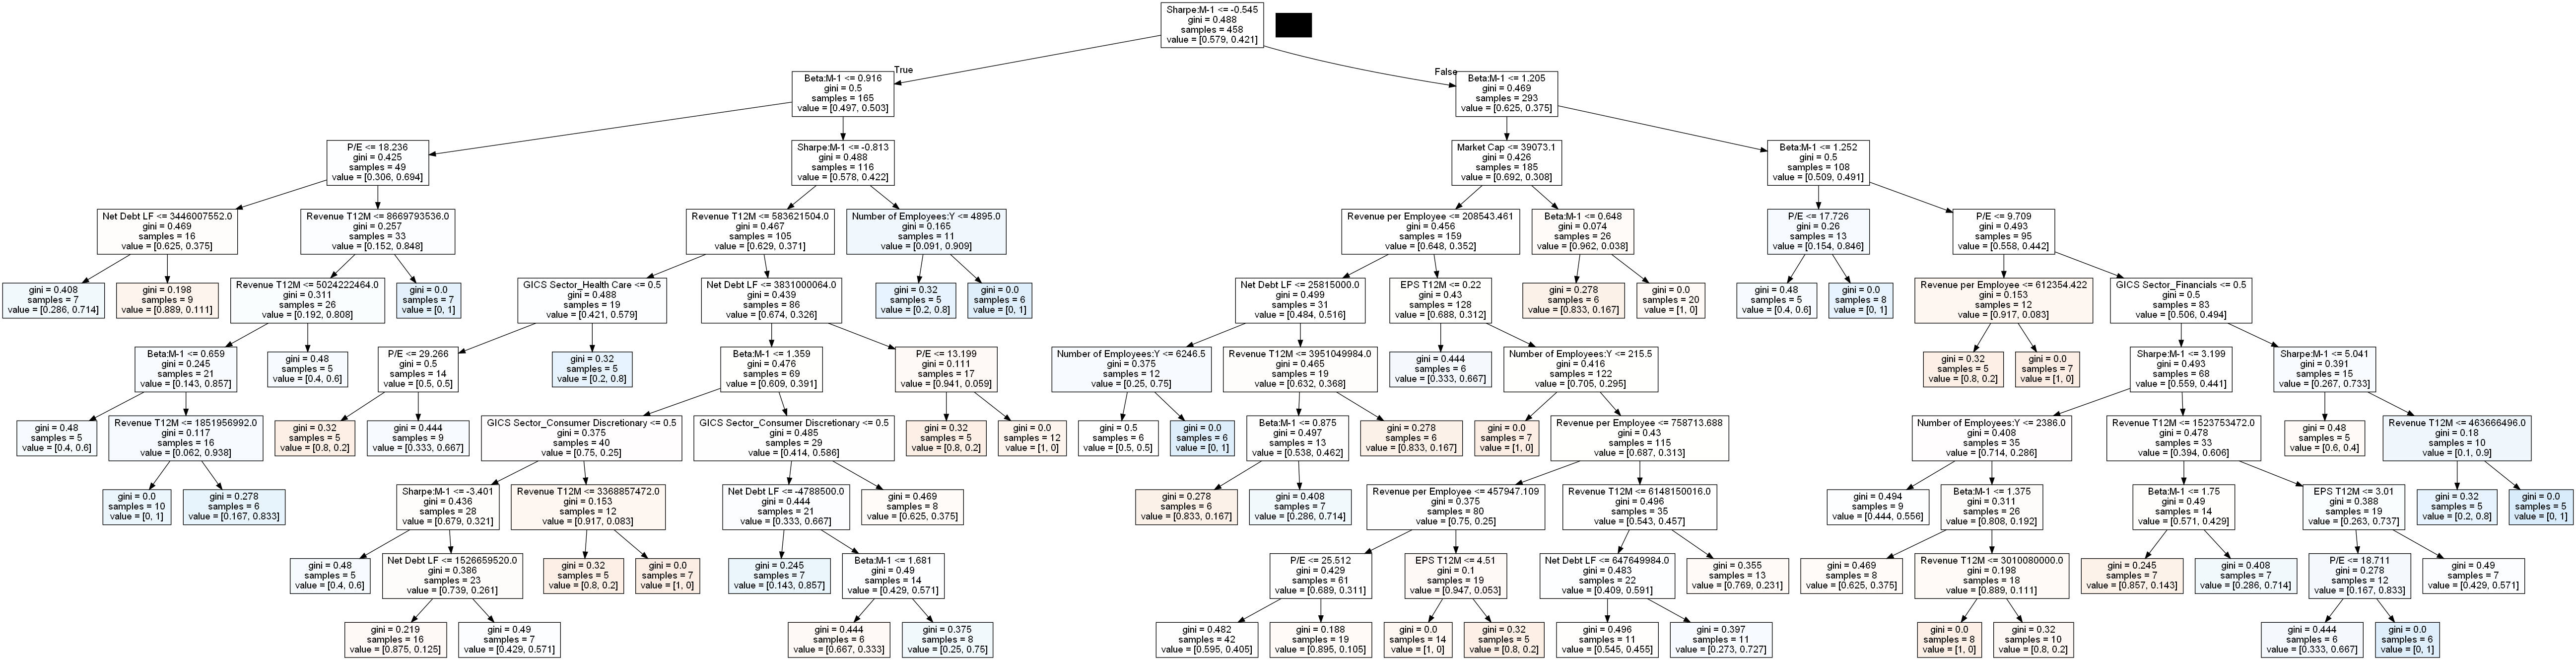 Sharpe:M-1 <= -0.545
gini = 0.488
samples = 458
value = [0.579, 0.421]
True
False
Beta:M-1 <= 0.916
gini = 0.5
samples = 165
value = [0.497, 0.503]
Beta:M-1 <= 1.205
gini = 0.469
samples = 293
value = [0.625, 0.375]
P/E <= 18.236
gini = 0.425
samples = 49
value = [0.306, 0.694]
Sharpe:M-1 <= -0.813
gini = 0.488
samples = 116
value = [0.578, 0.422]
Market Cap <= 39073.1
gini = 0.426
samples = 185
value = [0.692, 0.308]
Beta:M-1 <= 1.252
gini = 0.5
samples = 108
value = [0.509, 0.491]
Net Debt LF <= 3446007552.0
gini = 0.469
samples = 16
value = [0.625, 0.375]
Revenue T12M <= 8669793536.0
gini = 0.257
samples = 33
value = [0.152, 0.848]
Revenue T12M <= 583621504.0
gini = 0.467
samples = 105
value = [0.629, 0.371]
Number of Employees:Y <= 4895.0
gini = 0.165
samples = 11
value = [0.091, 0.909]
Revenue per Employee <= 208543.461
gini = 0.456
samples = 159
value = [0.648, 0.352]
Beta:M-1 <= 0.648
gini = 0.074
samples = 26
value = [0.962, 0.038]
P/E <= 17.726
gini = 0.26
samples = 13
value = [0.154, 0.846]
P/E <= 9.709
gini = 0.493
samples = 95
value = [0.558, 0.442]
gini = 0.408
samples = 7
value = [0.286, 0.714]
gini = 0.198
samples = 9
value = [0.889, 0.111]
Revenue T12M <= 5024222464.0
gini = 0.311
samples = 26
value = [0.192, 0.808]
gini = 0.0
samples = 7
value = [0, 1]
GICS Sector_Health Care <= 0.5
gini = 0.488
samples = 19
value = [0.421, 0.579]
Net Debt LF <= 3831000064.0
gini = 0.439
samples = 86
value = [0.674, 0.326]
gini = 0.32
samples = 5
value = [0.2, 0.8]
gini = 0.0
samples = 6
value = [0, 1]
Net Debt LF <= 25815000.0
gini = 0.499
samples = 31
value = [0.484, 0.516]
EPS T12M <= 0.22
gini = 0.43
samples = 128
value = [0.688, 0.312]
gini = 0.278
samples = 6
value = [0.833, 0.167]
gini = 0.0
samples = 20
value = [1, 0]
gini = 0.48
samples = 5
value = [0.4, 0.6]
gini = 0.0
samples = 8
value = [0, 1]
Revenue per Employee <= 612354.422
gini = 0.153
samples = 12
value = [0.917, 0.083]
GICS Sector_Financials <= 0.5
gini = 0.5
samples = 83
value = [0.506, 0.494]
Beta:M-1 <= 0.659
gini = 0.245
samples = 21
value = [0.143, 0.857]
gini = 0.48
samples = 5
value = [0.4, 0.6]
P/E <= 29.266
gini = 0.5
samples = 14
value = [0.5, 0.5]
gini = 0.32
samples = 5
value = [0.2, 0.8]
Beta:M-1 <= 1.359
gini = 0.476
samples = 69
value = [0.609, 0.391]
P/E <= 13.199
gini = 0.111
samples = 17
value = [0.941, 0.059]
Number of Employees:Y <= 6246.5
gini = 0.375
samples = 12
value = [0.25, 0.75]
Revenue T12M <= 3951049984.0
gini = 0.465
samples = 19
value = [0.632, 0.368]
gini = 0.444
samples = 6
value = [0.333, 0.667]
Number of Employees:Y <= 215.5
gini = 0.416
samples = 122
value = [0.705, 0.295]
gini = 0.32
samples = 5
value = [0.8, 0.2]
gini = 0.0
samples = 7
value = [1, 0]
Sharpe:M-1 <= 3.199
gini = 0.493
samples = 68
value = [0.559, 0.441]
Sharpe:M-1 <= 5.041
gini = 0.391
samples = 15
value = [0.267, 0.733]
gini = 0.48
samples = 5
value = [0.4, 0.6]
Revenue T12M <= 1851956992.0
gini = 0.117
samples = 16
value = [0.062, 0.938]
gini = 0.32
samples = 5
value = [0.8, 0.2]
gini = 0.444
samples = 9
value = [0.333, 0.667]
GICS Sector_Consumer Discretionary <= 0.5
gini = 0.375
samples = 40
value = [0.75, 0.25]
GICS Sector_Consumer Discretionary <= 0.5
gini = 0.485
samples = 29
value = [0.414, 0.586]
gini = 0.32
samples = 5
value = [0.8, 0.2]
gini = 0.0
samples = 12
value = [1, 0]
gini = 0.5
samples = 6
value = [0.5, 0.5]
gini = 0.0
samples = 6
value = [0, 1]
Beta:M-1 <= 0.875
gini = 0.497
samples = 13
value = [0.538, 0.462]
gini = 0.278
samples = 6
value = [0.833, 0.167]
gini = 0.0
samples = 7
value = [1, 0]
Revenue per Employee <= 758713.688
gini = 0.43
samples = 115
value = [0.687, 0.313]
Number of Employees:Y <= 2386.0
gini = 0.408
samples = 35
value = [0.714, 0.286]
Revenue T12M <= 1523753472.0
gini = 0.478
samples = 33
value = [0.394, 0.606]
gini = 0.48
samples = 5
value = [0.6, 0.4]
Revenue T12M <= 463666496.0
gini = 0.18
samples = 10
value = [0.1, 0.9]
gini = 0.0
samples = 10
value = [0, 1]
gini = 0.278
samples = 6
value = [0.167, 0.833]
Sharpe:M-1 <= -3.401
gini = 0.436
samples = 28
value = [0.679, 0.321]
Revenue T12M <= 3368857472.0
gini = 0.153
samples = 12
value = [0.917, 0.083]
Net Debt LF <= -4788500.0
gini = 0.444
samples = 21
value = [0.333, 0.667]
gini = 0.469
samples = 8
value = [0.625, 0.375]
gini = 0.278
samples = 6
value = [0.833, 0.167]
gini = 0.408
samples = 7
value = [0.286, 0.714]
Revenue per Employee <= 457947.109
gini = 0.375
samples = 80
value = [0.75, 0.25]
Revenue T12M <= 6148150016.0
gini = 0.496
samples = 35
value = [0.543, 0.457]
gini = 0.494
samples = 9
value = [0.444, 0.556]
Beta:M-1 <= 1.375
gini = 0.311
samples = 26
value = [0.808, 0.192]
Beta:M-1 <= 1.75
gini = 0.49
samples = 14
value = [0.571, 0.429]
EPS T12M <= 3.01
gini = 0.388
samples = 19
value = [0.263, 0.737]
gini = 0.32
samples = 5
value = [0.2, 0.8]
gini = 0.0
samples = 5
value = [0, 1]
gini = 0.48
samples = 5
value = [0.4, 0.6]
Net Debt LF <= 1526659520.0
gini = 0.386
samples = 23
value = [0.739, 0.261]
gini = 0.32
samples = 5
value = [0.8, 0.2]
gini = 0.0
samples = 7
value = [1, 0]
gini = 0.245
samples = 7
value = [0.143, 0.857]
Beta:M-1 <= 1.681
gini = 0.49
samples = 14
value = [0.429, 0.571]
P/E <= 25.512
gini = 0.429
samples = 61
value = [0.689, 0.311]
EPS T12M <= 4.51
gini = 0.1
samples = 19
value = [0.947, 0.053]
Net Debt LF <= 647649984.0
gini = 0.483
samples = 22
value = [0.409, 0.591]
gini = 0.355
samples = 13
value = [0.769, 0.231]
gini = 0.469
samples = 8
value = [0.625, 0.375]
Revenue T12M <= 3010080000.0
gini = 0.198
samples = 18
value = [0.889, 0.111]
gini = 0.245
samples = 7
value = [0.857, 0.143]
gini = 0.408
samples = 7
value = [0.286, 0.714]
P/E <= 18.711
gini = 0.278
samples = 12
value = [0.167, 0.833]
gini = 0.49
samples = 7
value = [0.429, 0.571]
gini = 0.219
samples = 16
value = [0.875, 0.125]
gini = 0.49
samples = 7
value = [0.429, 0.571]
gini = 0.444
samples = 6
value = [0.667, 0.333]
gini = 0.375
samples = 8
value = [0.25, 0.75]
gini = 0.482
samples = 42
value = [0.595, 0.405]
gini = 0.188
samples = 19
value = [0.895, 0.105]
gini = 0.0
samples = 14
value = [1, 0]
gini = 0.32
samples = 5
value = [0.8, 0.2]
gini = 0.496
samples = 11
value = [0.545, 0.455]
gini = 0.397
samples = 11
value = [0.273, 0.727]
gini = 0.0
samples = 8
value = [1, 0]
gini = 0.32
samples = 10
value = [0.8, 0.2]
gini = 0.444
samples = 6
value = [0.333, 0.667]
gini = 0.0
samples = 6
value = [0, 1]